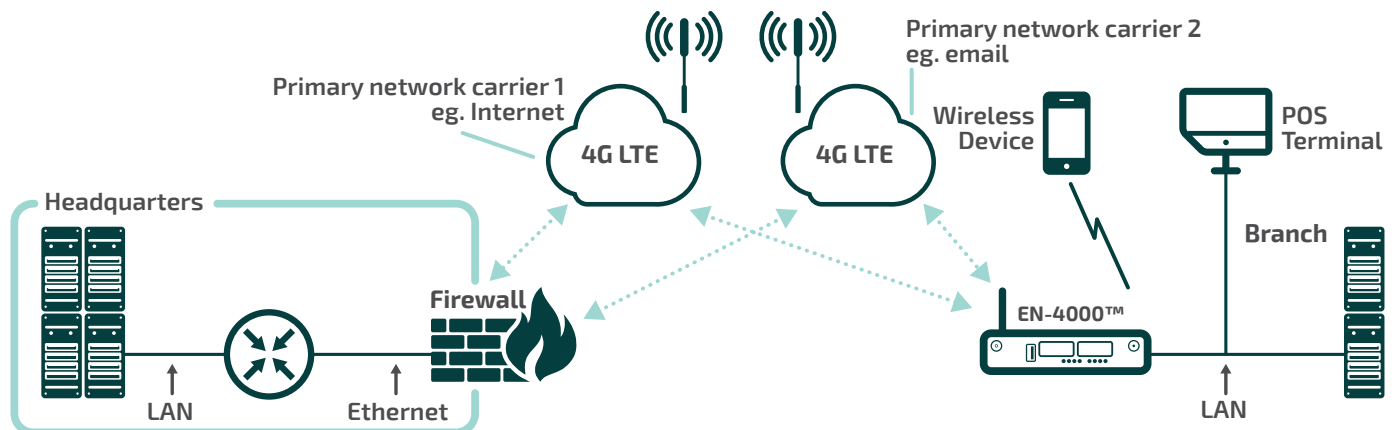 Primary network carrier 1
eg. Internet
4G LTE
Primary network carrier 2
eg. email
4G LTE
Wireless
Device
POS
Terminal
Headquarters
Firewall
LAN
Ethernet
Branch
EN-4000™
LAN